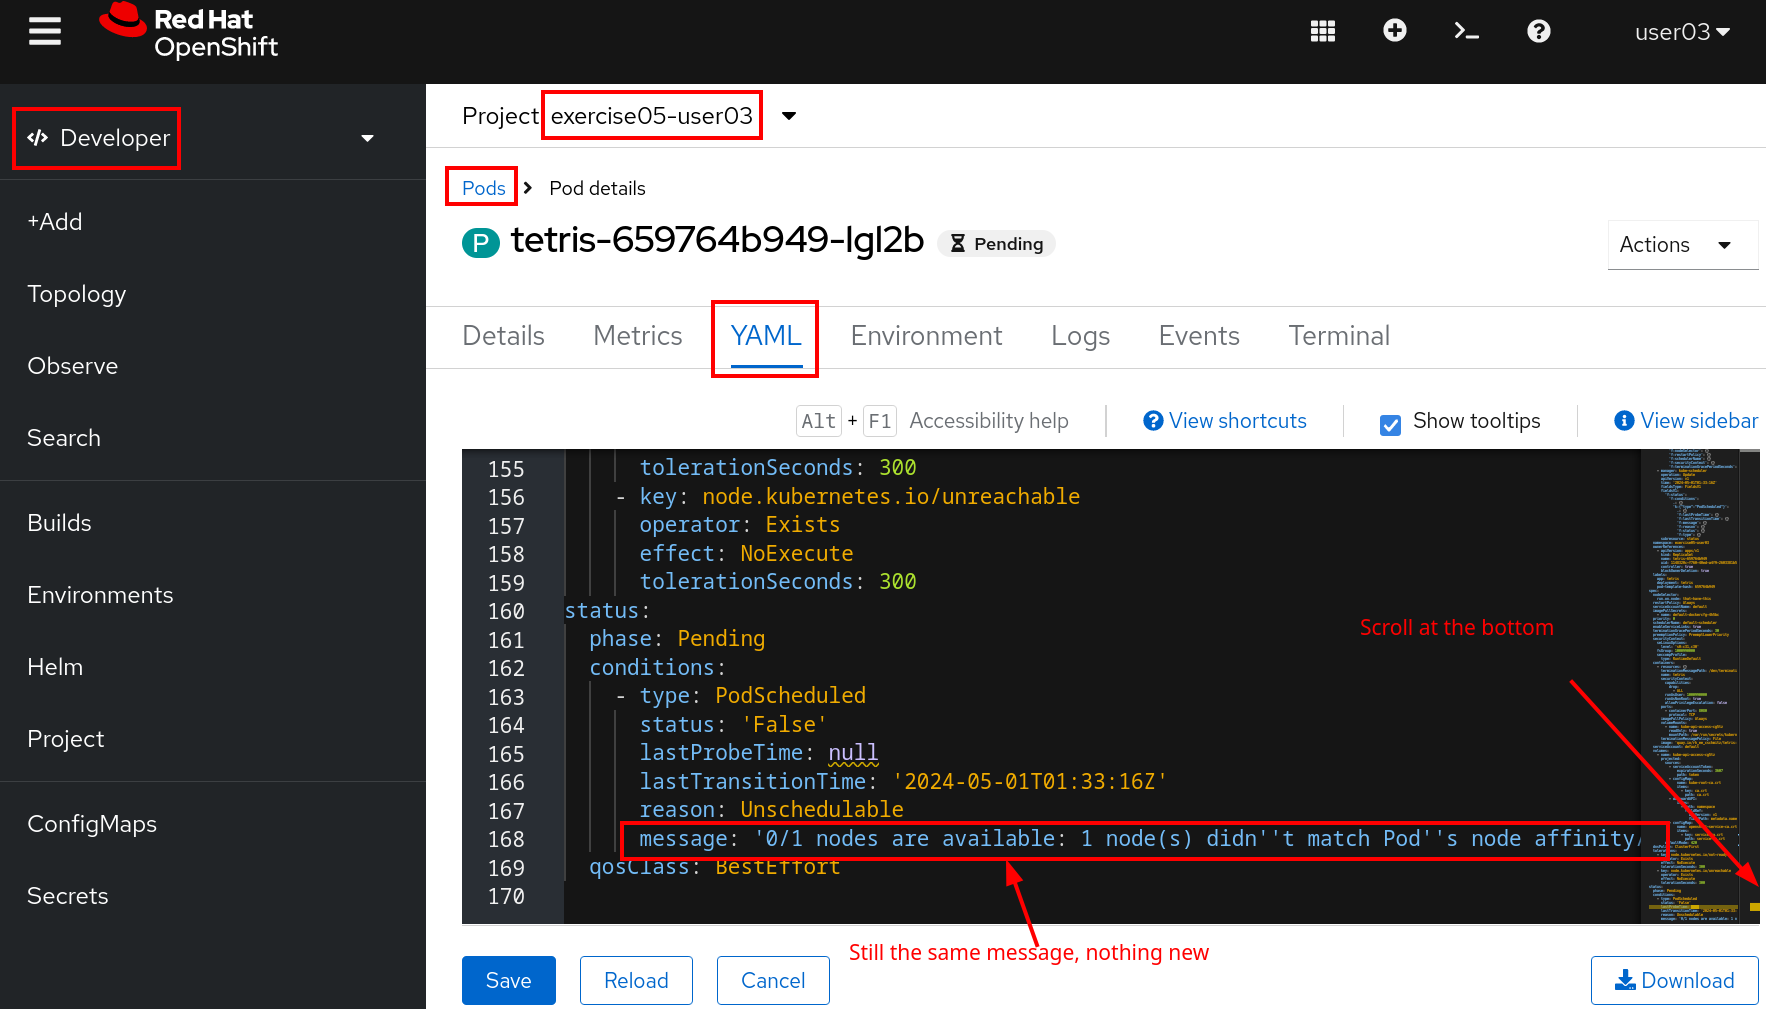 Red Hat
OpenShift
user03
Developer
+Add
Topology
Observe
Search
Builds
Environments
Helm
Project
ConfigMaps
Secrets
Project exercise05-user03
Pods > Pod details
P tetris-659764b949-lgl2b Pending
Actions
Details Metrics YAML Environment Logs Events Terminal
Alt + F1 Accessibility help View shortcuts Show tooltips View sidebar
155 tolerationSeconds: 300
156 - key: node.kubernetes.io/unreachable
157 operator: Exists
158 effect: NoExecute
159 tolerationSeconds: 300
160 status:
161 phase: Pending
162 conditions:
163 - type: PodScheduled
164 status: 'False'
165 lastProbeTime: null
166 lastTransitionTime: '2024-05-01T01:33:16Z'
167 reason: Unschedulable
168 message: '0/1 nodes are available: 1 node(s) didn''t match Pod''s node affinity/
169 qosClass: BestEffort
170
Scroll at the bottom
Still the same message, nothing new
Save Reload Cancel Download